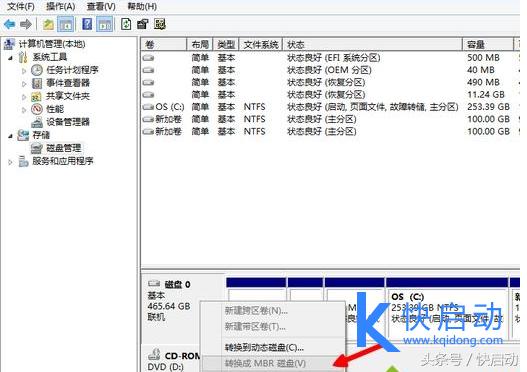 文件(F) 操作(A) 查看(V) 帮助(H)
计算机管理(本地)
系统工具
任务计划程序
事件查看器
共享文件夹
性能
设备管理器
存储
磁盘管理
服务和应用程序
卷 布局 类型 文件系统 状态 容量
简单 基本 状态良好 (EFI 系统分区) 500 MB
简单 基本 状态良好 (OEM 分区) 40 MB
简单 基本 状态良好 (恢复分区) 490 MB
简单 基本 状态良好 (恢复分区) 11.24 GB
OS (C:) 简单 基本 NTFS 状态良好 (启动, 页面文件, 故障转储, 主分区) 253.39 GB
新加卷 简单 基本 NTFS 状态良好 (主分区) 100.00 GB
新加卷 简单 基本 NTFS 状态良好 (主分区) 100.00 GB
磁盘 0
基本
465.64 GB
联机
OS (C:)
253.39 GB NTFS
状态良好 (启动, 页面文件, 故
新建跨区卷(N)...
新建带区卷(T)...
转换到动态磁盘(C)...
转换成 MBR 磁盘(V)
CD-ROM
DVD (D:)
K 快启动
www.kqidong.com
头条号/快启动